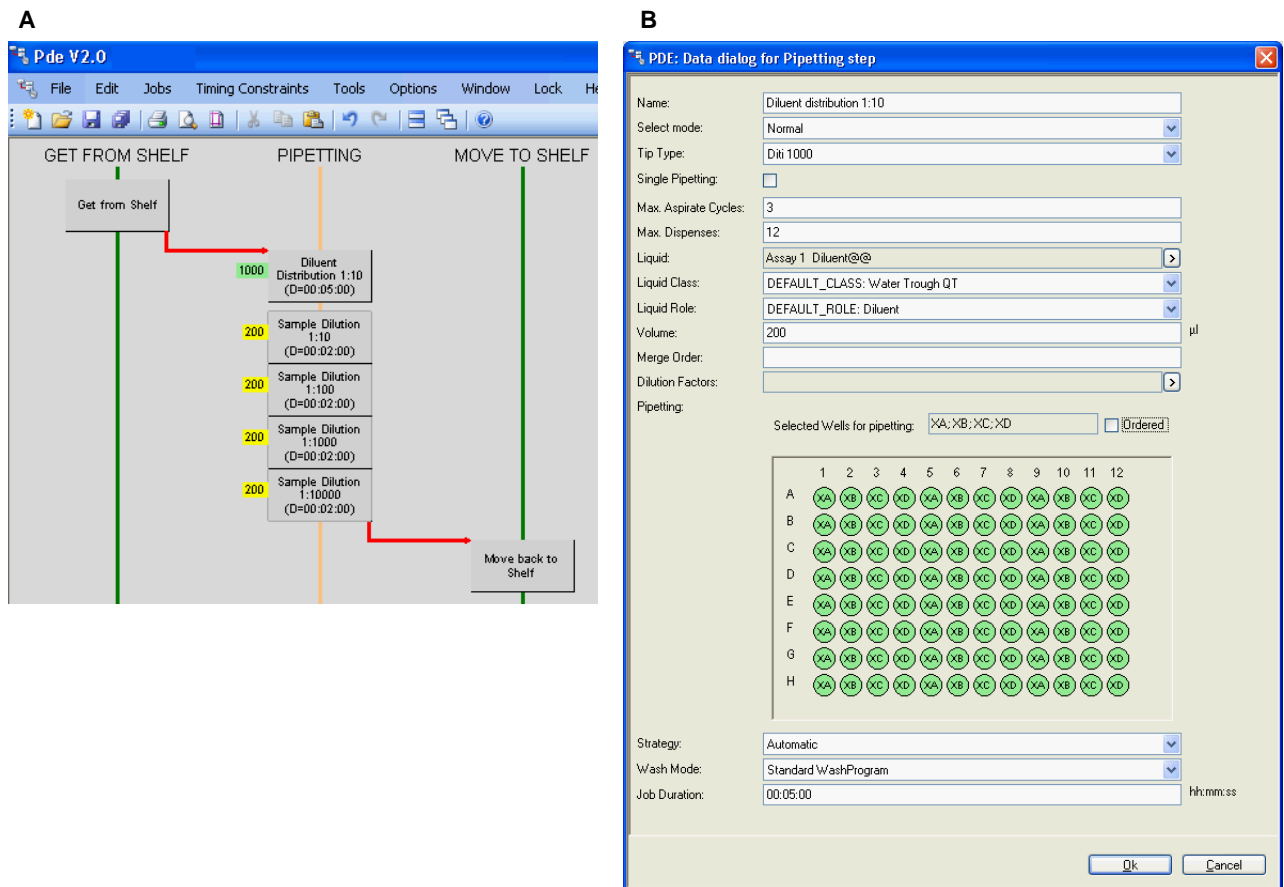 A
Pde V2.0
File Edit Jobs Timing Constraints Tools Options Window Lock He
GET FROM SHELF PIPETTING MOVE TO SHELF
Get from Shelf
1000
Diluent
Distribution 1:10
(D=00:05:00)
200
Sample Dilution
1:10
(D=00:02:00)
200
Sample Dilution
1:100
(D=00:02:00)
200
Sample Dilution
1:1000
(D=00:02:00)
200
Sample Dilution
1:10000
(D=00:02:00)
Move back to
Shelf
B
PDE: Data dialog for Pipetting step
Name: Diluent distribution 1:10
Select mode: Normal
Tip Type: Diti 1000
Single Pipetting:
Max. Aspirate Cycles: 3
Max. Dispenses: 12
Liquid: Assay 1 Diluent@@ >
Liquid Class: DEFAULT_CLASS: Water Trough QT
Liquid Role: DEFAULT_ROLE: Diluent
Volume: 200 µl
Merge Order:
Dilution Factors: >
Pipetting:
Selected Wells for pipetting: XA;XB;XC;XD Ordered
1 2 3 4 5 6 7 8 9 10 11 12
A XA XB XC XD XA XB XC XD XA XB XC XD
B XA XB XC XD XA XB XC XD XA XB XC XD
C XA XB XC XD XA XB XC XD XA XB XC XD
D XA XB XC XD XA XB XC XD XA XB XC XD
E XA XB XC XD XA XB XC XD XA XB XC XD
F XA XB XC XD XA XB XC XD XA XB XC XD
G XA XB XC XD XA XB XC XD XA XB XC XD
H XA XB XC XD XA XB XC XD XA XB XC XD
Strategy: Automatic
Wash Mode: Standard WashProgram
Job Duration: 00:05:00 hh:mm:ss
Ok Cancel